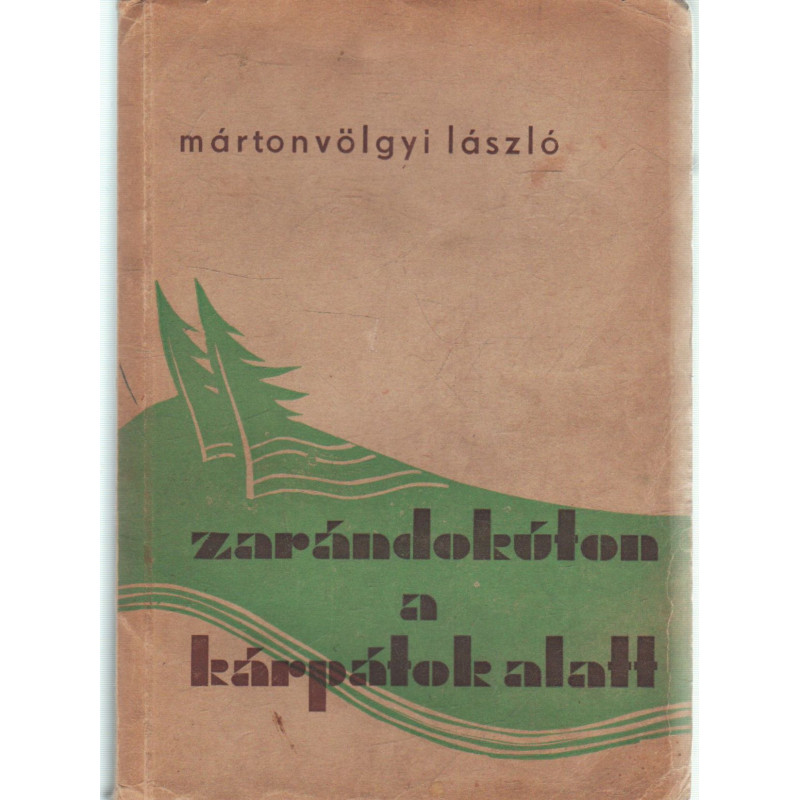 mártonvölgyi lászló
zarándokúton
a
kárpátok alatt